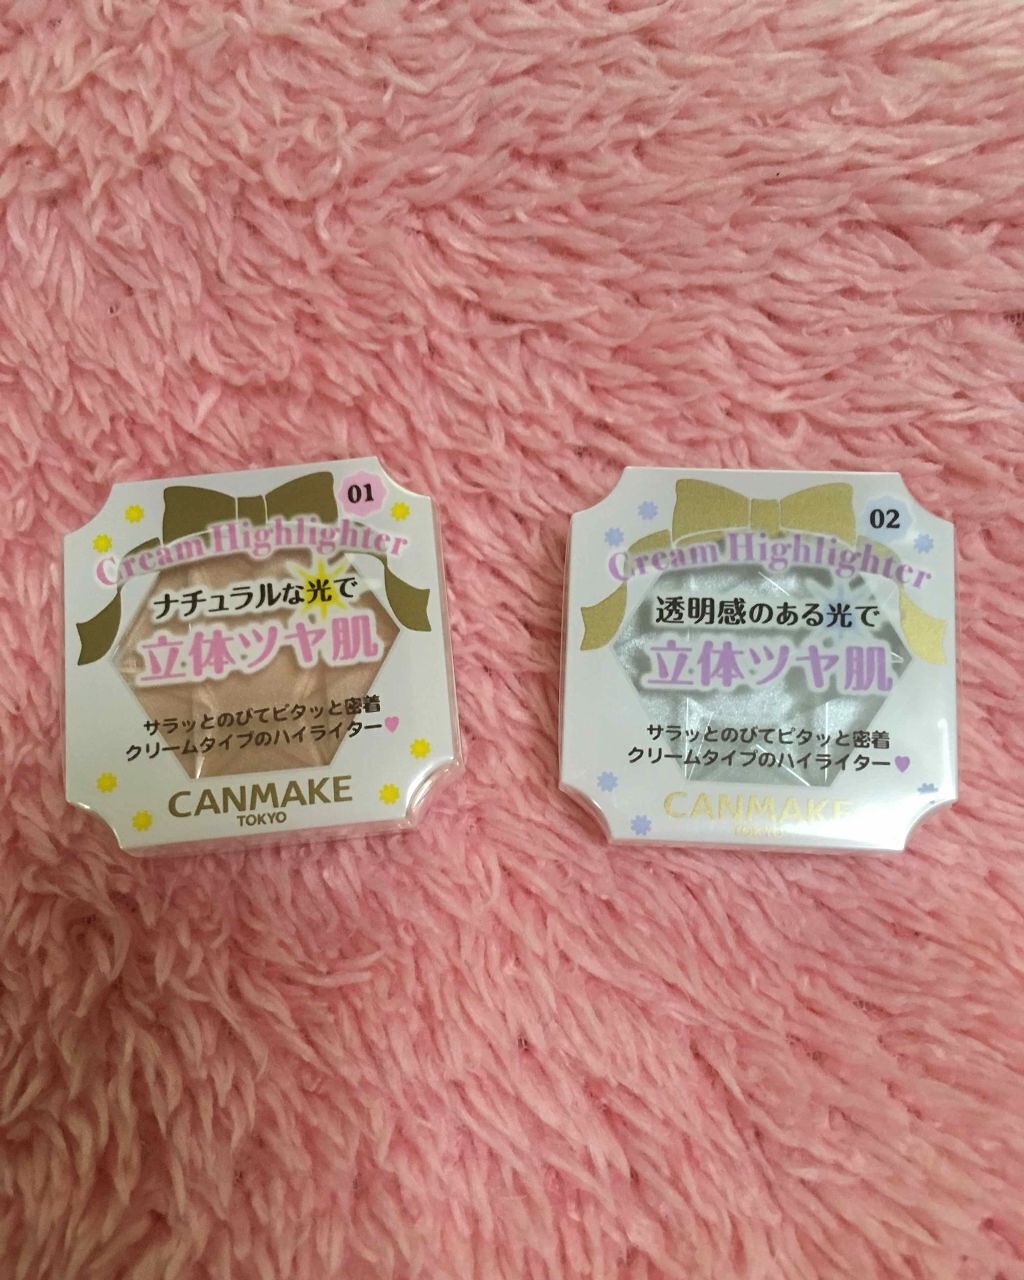 01
Cream Highlighter
ナチュラルな光で
立体ツヤ肌
サラッとのびてピタッと密着
クリームタイプのハイライター♥
CANMAKE
TOKYO
02
Cream Highlighter
透明感のある光で
立体ツヤ肌
サラッとのびてピタッと密着
クリームタイプのハイライター♥
CANMAKE
TOKYO